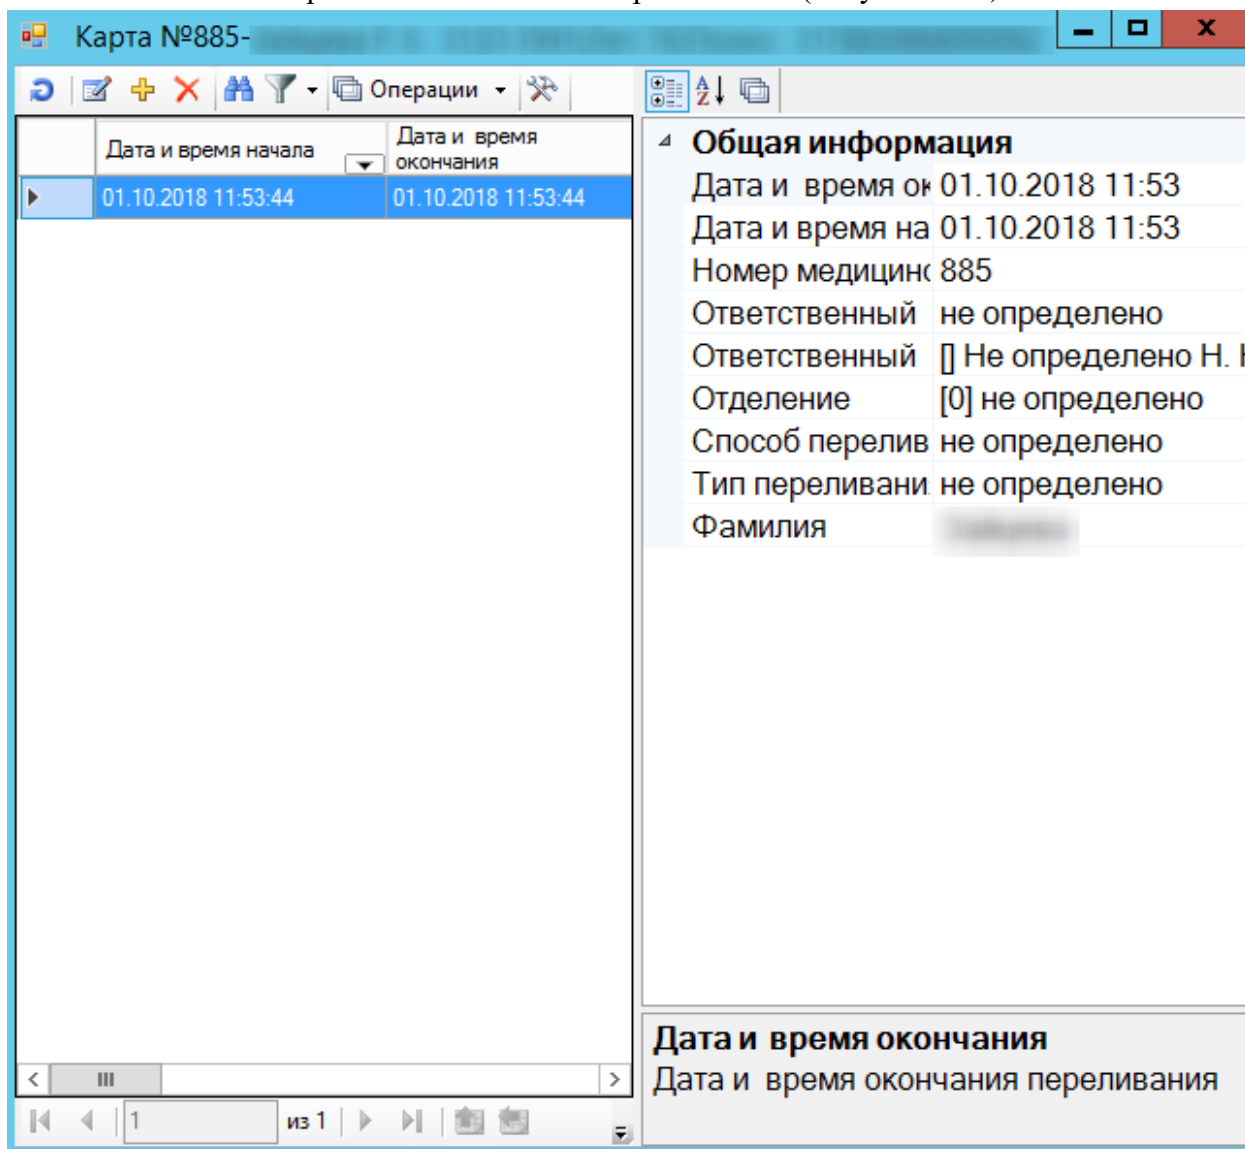 Карта №885-
Операции
Дата и время начала
Дата и время
окончания
01.10.2018 11:53:44 01.10.2018 11:53:44
из 1
1
Общая информация
Дата и время ок 01.10.2018 11:53
Дата и время на 01.10.2018 11:53
Номер медицинс 885
Ответственный не определено
Ответственный [] Не определено Н.
Отделение [0] не определено
Способ перелив не определено
Тип переливани не определено
Фамилия
Дата и время окончания
Дата и время окончания переливания